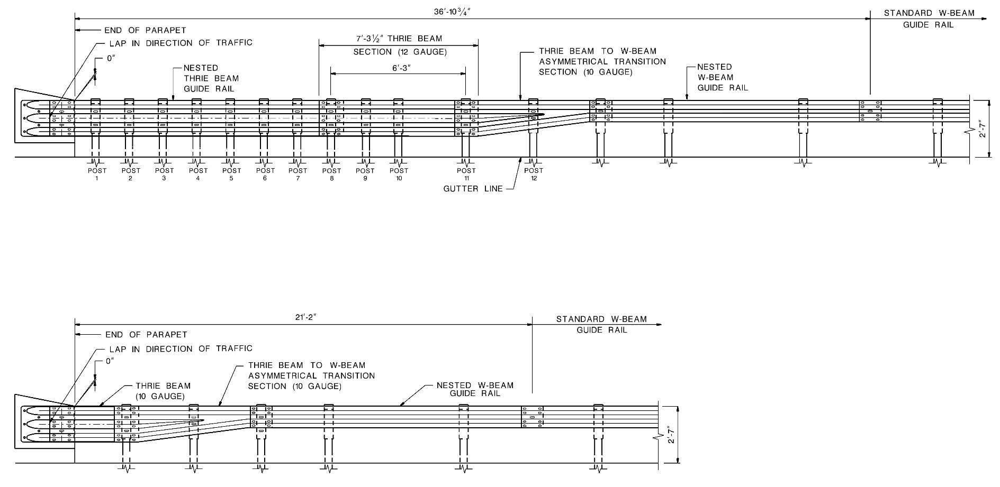 36'-10 3/4"
STANDARD W-BEAM
GUIDE RAIL
END OF PARAPET
LAP IN DIRECTION OF TRAFFIC
0"
7'-3 1/2" THRIE BEAM
SECTION (12 GAUGE)
6'-3"
NESTED
THRIE BEAM
GUIDE RAIL
THRIE BEAM TO W-BEAM
ASYMMETRICAL TRANSITION
SECTION (10 GAUGE)
NESTED
W-BEAM
GUIDE RAIL
2'-7"
POST POST POST POST POST POST POST POST POST POST POST POST
1 2 3 4 5 6 7 8 9 10 11 12
GUTTER LINE
21'-2"
STANDARD W-BEAM
GUIDE RAIL
END OF PARAPET
LAP IN DIRECTION OF TRAFFIC
0"
THRIE BEAM
(10 GAUGE)
THRIE BEAM TO W-BEAM
ASYMMETRICAL TRANSITION
SECTION (10 GAUGE)
NESTED W-BEAM
GUIDE RAIL
2'-7"